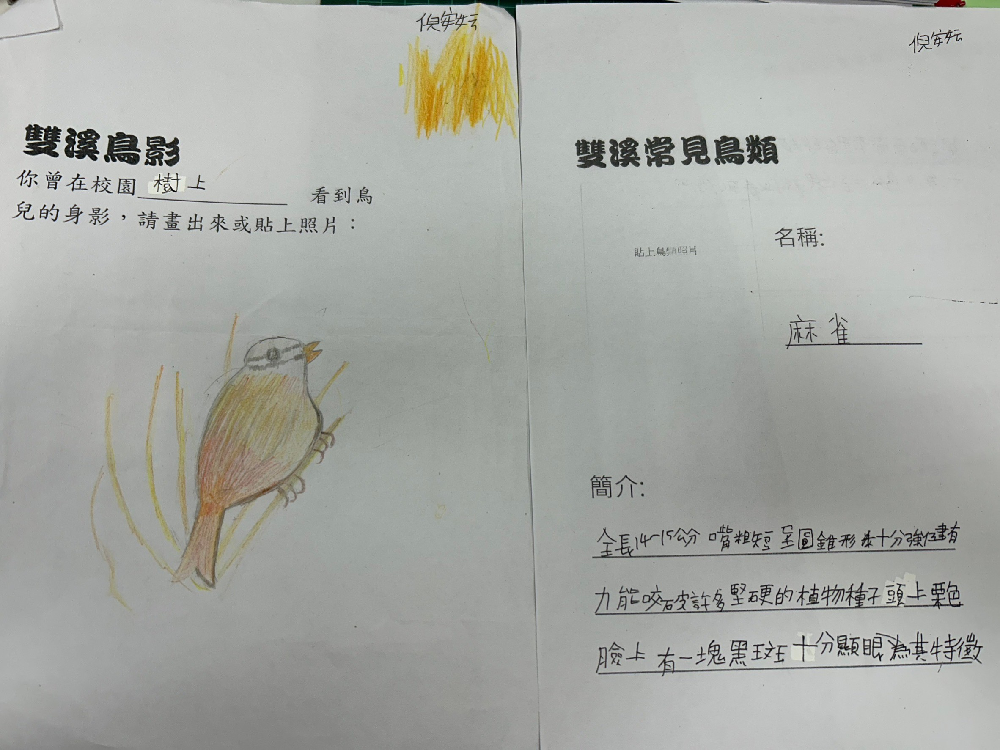 倪安妘
雙溪鳥影
你曾在校園 樹上 看到鳥
兒的身影，請畫出來或貼上照片：
倪安妘
雙溪常見鳥類
貼上鳥類照片
名稱:
麻雀
簡介:
全長14~15公分 嘴粗短 呈圓錐形 十分強健有
力能咬破許多堅硬的植物種子頭上栗色
臉上有一塊黑斑十分顯眼為其特徵